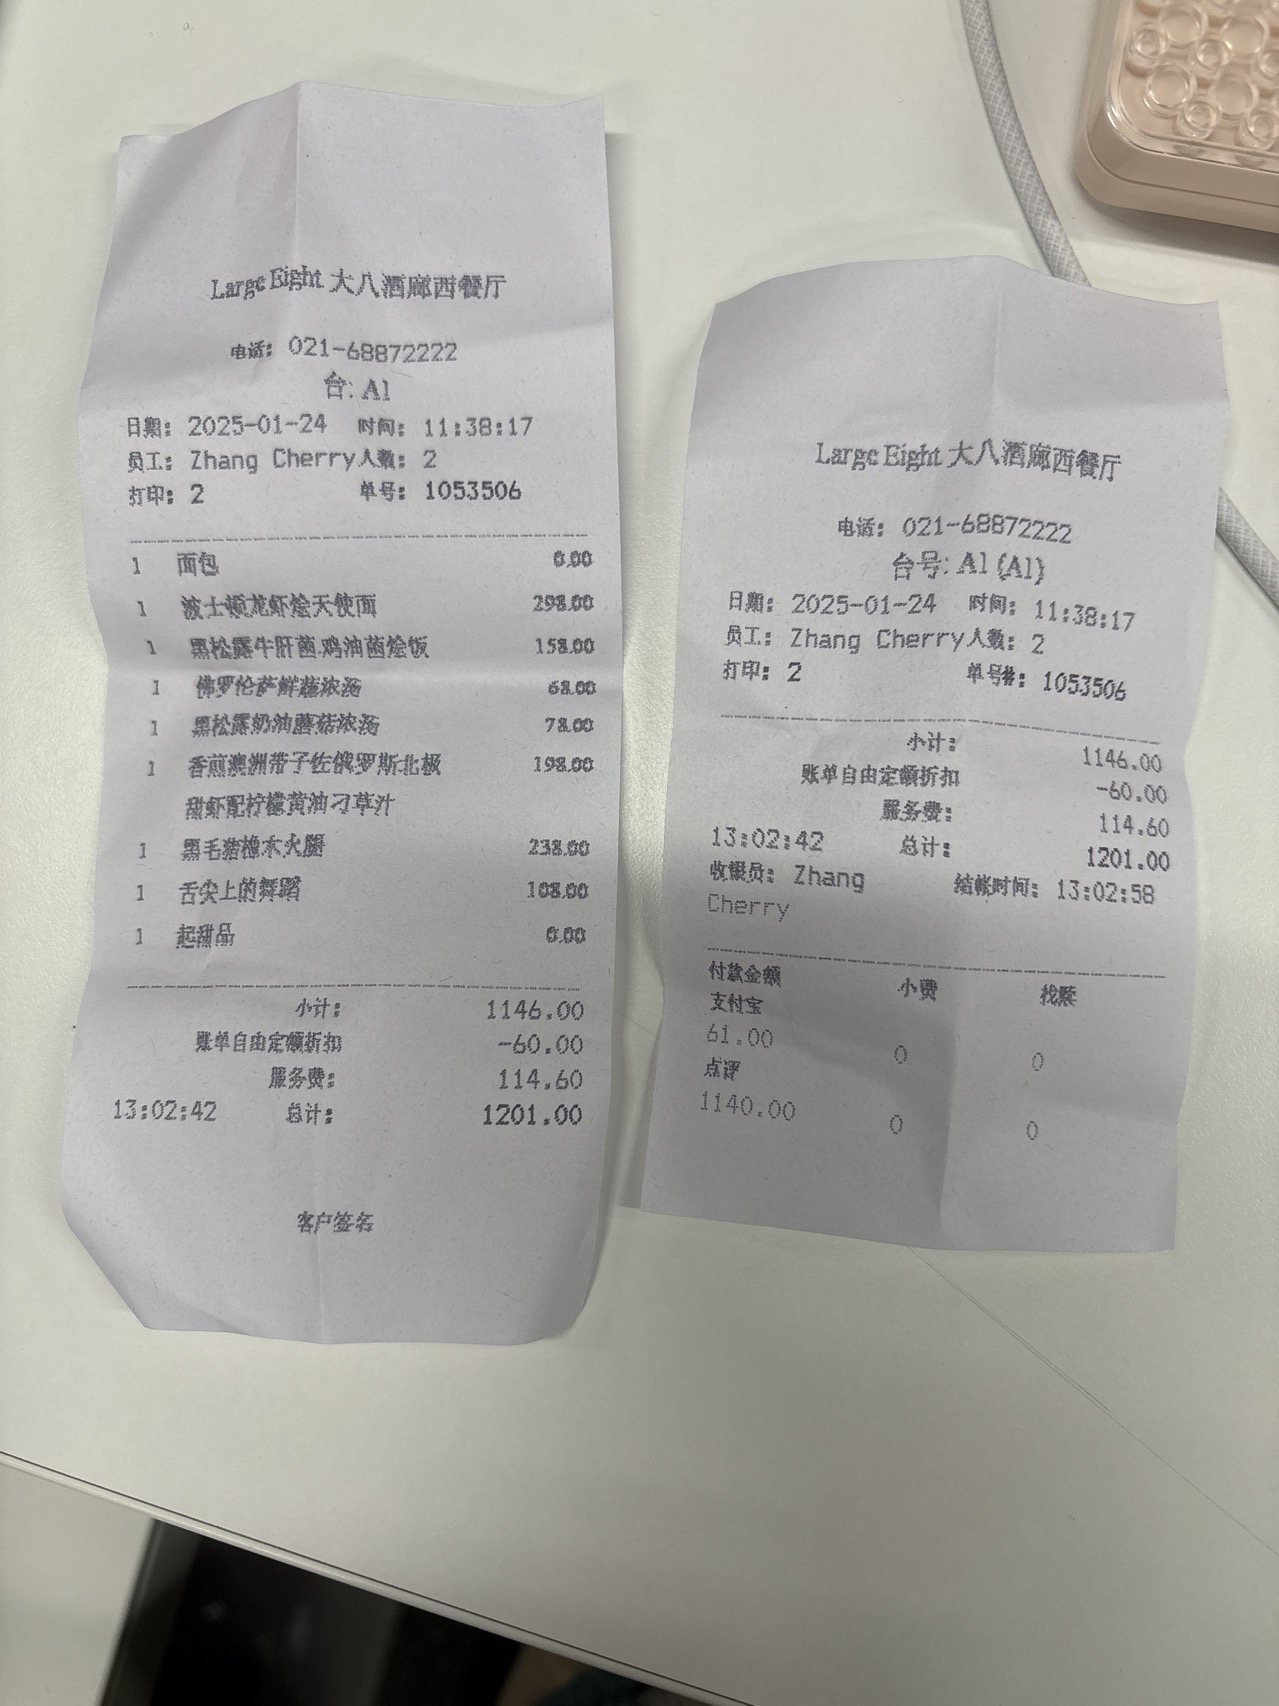 Large Eight 大八酒廊西餐厅
电话: 021-68872222
台: A1
日期: 2025-01-24 时间: 11:38:17
员工: Zhang Cherry人数: 2
打印: 2 单号: 1053506
1 面包 0.00
1 波士顿龙虾烩天使面 298.00
1 黑松露牛肝菌.鸡油菌烩饭 158.00
1 佛罗伦萨鲜蔬浓汤 68.00
1 黑松露奶油蘑菇浓汤 78.00
1 香煎澳洲带子佐俄罗斯北极 198.00
甜虾配柠檬黄油刁草汁
1 黑毛猪橡木火腿 238.00
1 舌尖上的舞蹈 108.00
1 起甜品 0.00
小计: 1146.00
账单自由定额折扣 -60.00
服务费: 114.60
13:02:42 总计: 1201.00
客户签名
Large Eight 大八酒廊西餐厅
电话: 021-68872222
台号: A1 (A1)
日期: 2025-01-24 时间: 11:38:17
员工: Zhang Cherry人数: 2
打印: 2 单号#: 1053506
小计: 1146.00
账单自由定额折扣 -60.00
服务费: 114.60
13:02:42 总计: 1201.00
收银员: Zhang 结帐时间: 13:02:58
Cherry
付款金额 小费 找赎
支付宝
61.00 0 0
点评
1140.00 0 0